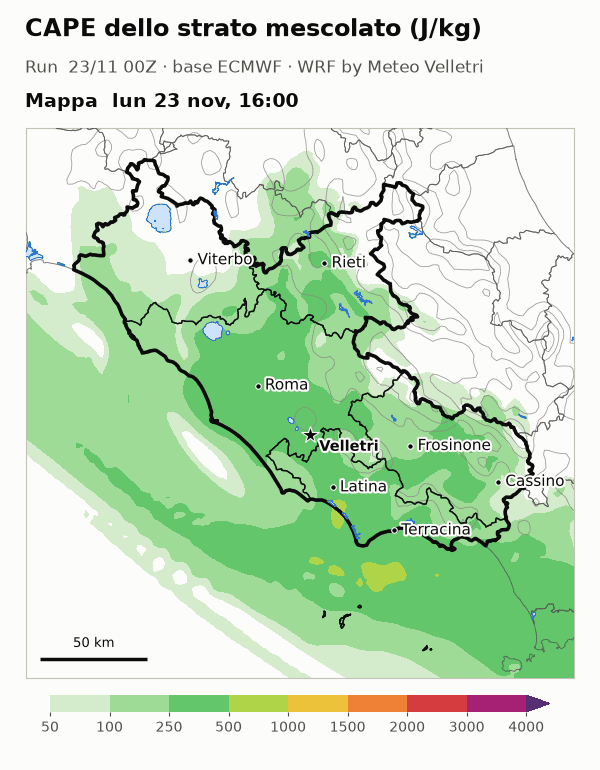 CAPE dello strato mescolato (J/kg)
Run  23/11 00Z · base ECMWF · WRF by Meteo Velletri
Mappa  lun 23 nov, 16:00
Viterbo
Rieti
Roma
Velletri
Frosinone
Cassino
Latina
Terracina
50 km
50 100 250 500 1000 1500 2000 3000 4000